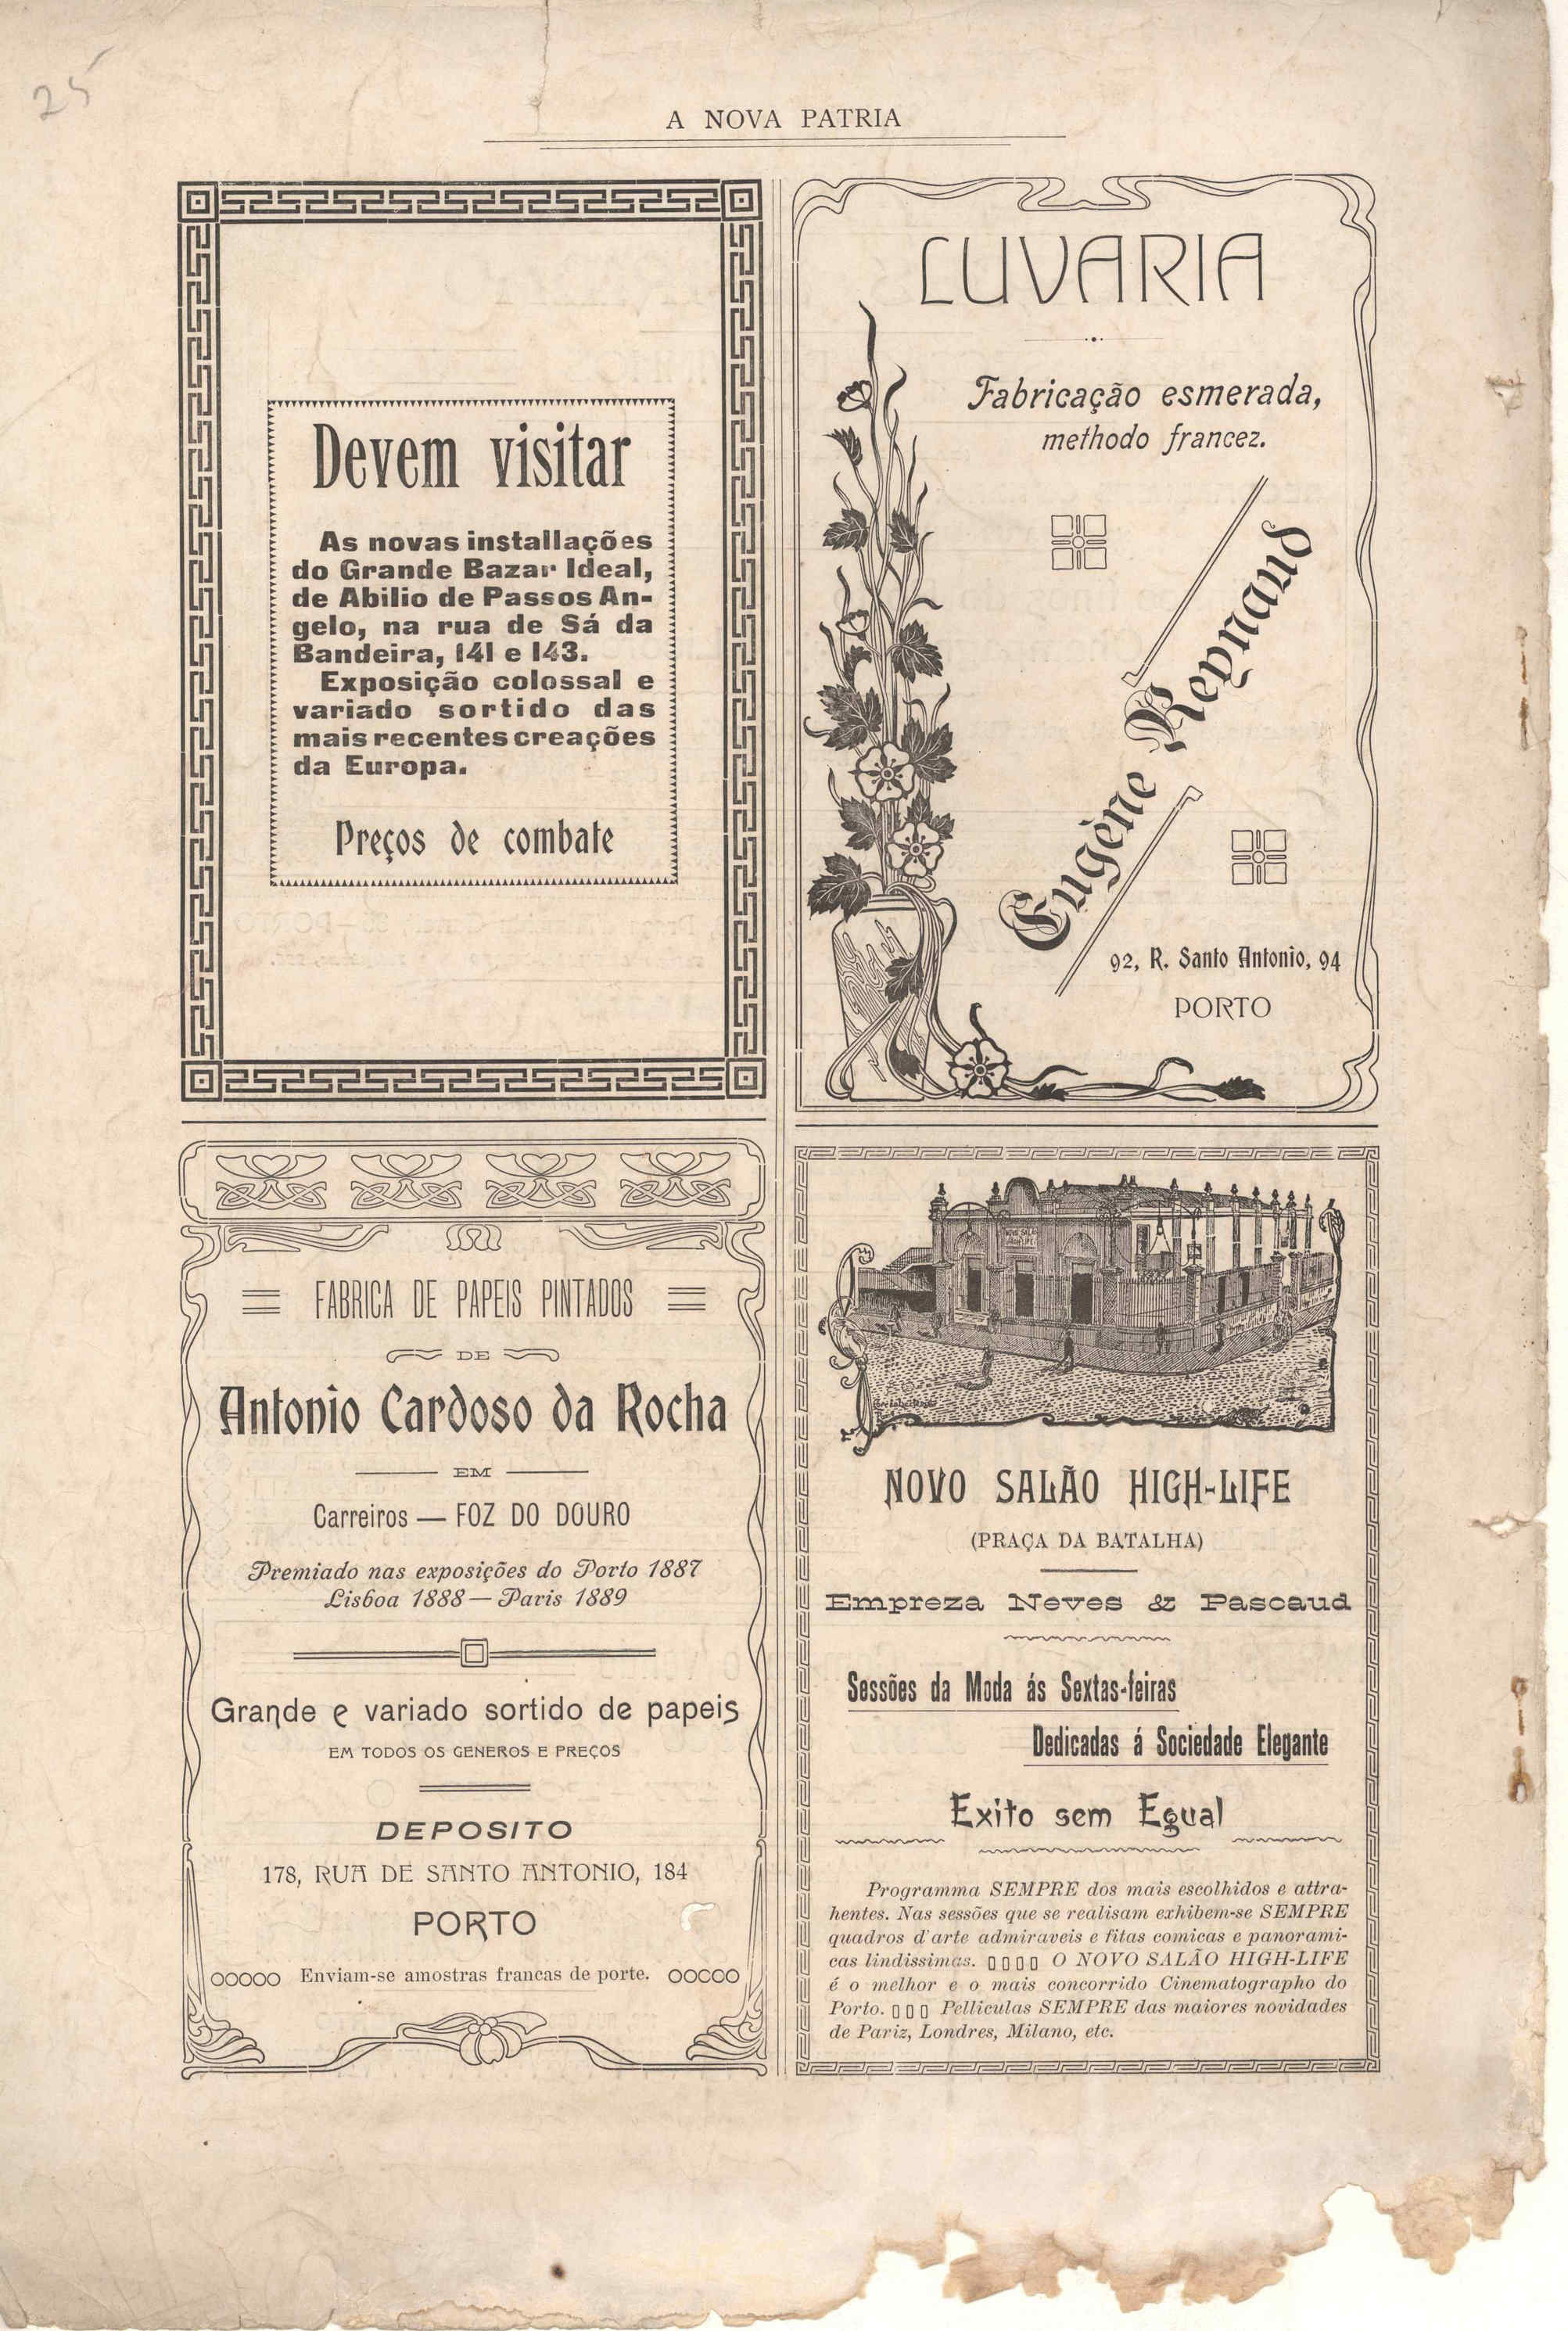 25
A NOVA PATRIA
Devem visitar
As novas installações
do Grande Bazar Ideal,
de Abilio de Passos An-
gelo, na rua de Sá da
Bandeira, 141 e 143.
Exposição colossal e
variado sortido das
mais recentes creações
da Europa.
Preços de combate
LUVARIA
Fabricação esmerada,
methodo francez.
Eugène Reynaud
92, R. Santo Antonio, 94
PORTO
FABRICA DE PAPEIS PINTADOS
DE
Antonio Cardoso da Rocha
EM
Carreiros — FOZ DO DOURO
Premiado nas exposições do Porto 1887
Lisboa 1888 — Paris 1889
Grande e variado sortido de papeis
EM TODOS OS GENEROS E PREÇOS
DEPOSITO
178, RUA DE SANTO ANTONIO, 184
PORTO
Enviam-se amostras francas de porte.
NOVO SALÃO HIGH-LIFE
(PRAÇA DA BATALHA)
Empreza Neves & Pascaud
Sessões da Moda ás Sextas-feiras
Dedicadas á Sociedade Elegante
Exito sem Egual
Programma SEMPRE dos mais escolhidos e attra-
hentes. Nas sessões que se realisam exhibem-se SEMPRE
quadros d'arte admiraveis e fitas comicas e panorami-
cas lindissimas. O NOVO SALÃO HIGH-LIFE
é o melhor e o mais concorrido Cinematographo do
Porto. Pelliculas SEMPRE das maiores novidades
de Pariz, Londres, Milano, etc.